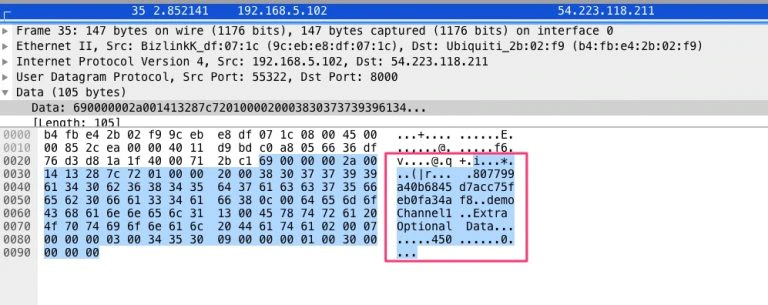 35 2.852141 192.168.5.102 54.223.118.211
Frame 35: 147 bytes on wire (1176 bits), 147 bytes captured (1176 bits) on interface 0
Ethernet II, Src: BizlinkK_df:07:1c (9c:eb:e8:df:07:1c), Dst: Ubiquiti_2b:02:f9 (b4:fb:e4:2b:02:f9)
Internet Protocol Version 4, Src: 192.168.5.102, Dst: 54.223.118.211
User Datagram Protocol, Src Port: 55322, Dst Port: 8000
Data (105 bytes)
Data: 690000002a001413287c72010000200038303737393961 34...
[Length: 105]
0000 b4 fb e4 2b 02 f9 9c eb e8 df 07 1c 08 00 45 00 ...+.... ......E.
0010 00 85 2c ea 00 00 40 11 d9 bd c0 a8 05 66 36 df ..,...@. .....f6.
0020 76 d3 d8 1a 1f 40 00 71 2b c1 69 00 00 00 2a 00 v....@.q +.i...*.
0030 14 13 28 7c 72 01 00 00 20 00 38 30 37 37 39 39 ..(|r... .807799
0040 61 34 30 62 36 38 34 35 64 37 61 63 63 37 35 66 a40b6845 d7acc75f
0050 65 62 30 66 61 33 34 61 66 38 0c 00 64 65 6d 6f eb0fa34a f8..demo
0060 43 68 61 6e 6e 65 6c 31 13 00 45 78 74 72 61 20 Channel1 ..Extra
0070 4f 70 74 69 6f 6e 61 6c 20 44 61 74 61 02 00 07 Optional Data...
0080 00 00 00 03 00 34 35 30 09 00 00 00 01 00 30 00 .....450 ......0.
0090 00 00 00 ...